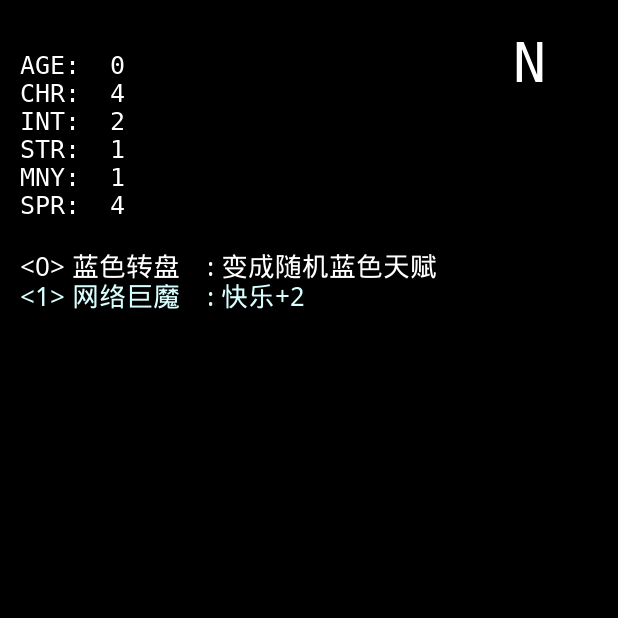 N
AGE: 0
CHR: 4
INT: 2
STR: 1
MNY: 1
SPR: 4
<0> 蓝色转盘 :变成随机蓝色天赋
<1> 网络巨魔 :快乐+2